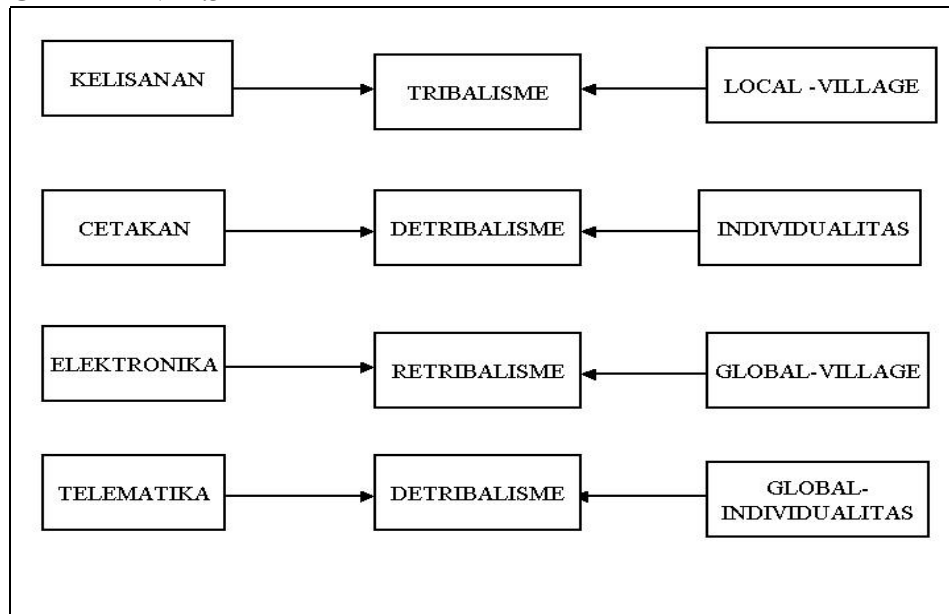 KELISANAN
TRIBALISME
LOCAL -VILLAGE
CETAKAN
DETRIBALISME
INDIVIDUALITAS
ELEKTRONIKA
RETRIBALISME
GLOBAL-VILLAGE
TELEMATIKA
DETRIBALISME
GLOBAL-
INDIVIDUALITAS